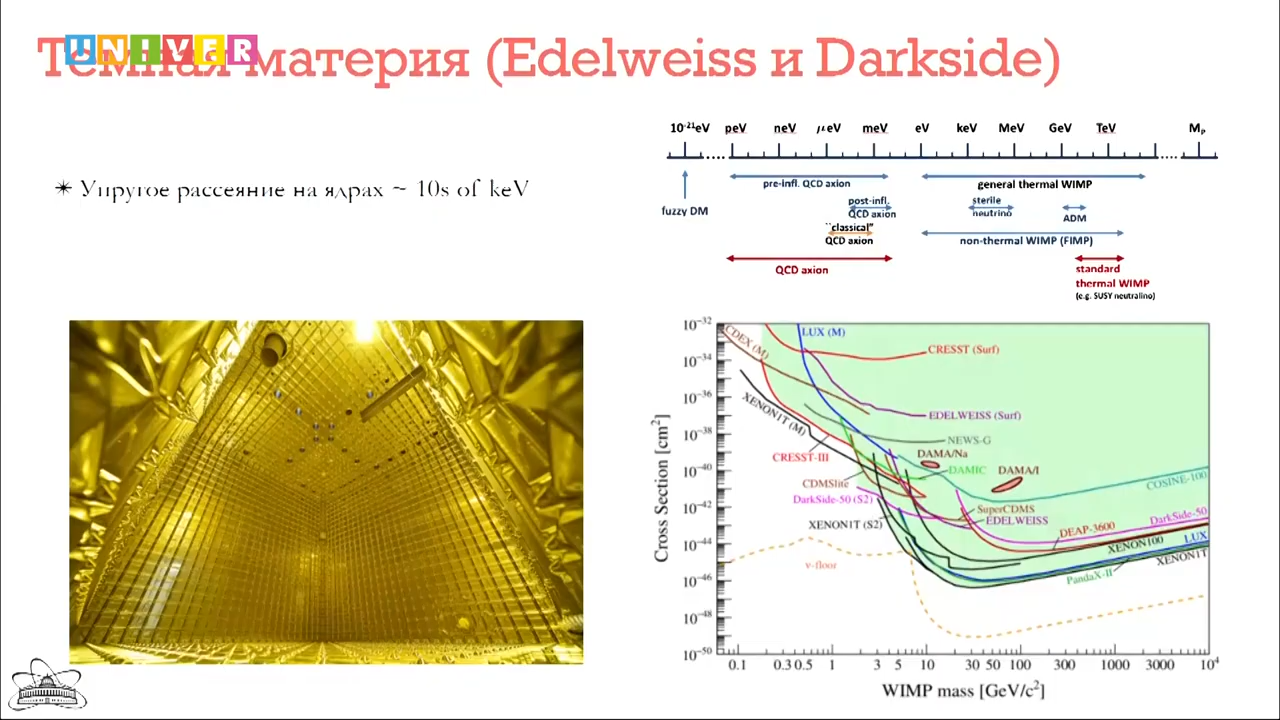 UNIVER
Темная материя (Edelweiss и Darkside)
✴ Упругое рассеяние на ядрах ~ 10s of keV
10⁻²¹eV peV neV μeV meV eV keV MeV GeV TeV Mₚ
fuzzy DM
pre-infl. QCD axion
post-infl.
QCD axion
"classical"
QCD axion
QCD axion
general thermal WIMP
sterile
neutrino
ADM
non-thermal WIMP (FIMP)
standard
thermal WIMP
(e.g. SUSY neutralino)
Cross Section [cm²]
10⁻³²
10⁻³⁴
10⁻³⁶
10⁻³⁸
10⁻⁴⁰
10⁻⁴²
10⁻⁴⁴
10⁻⁴⁶
10⁻⁴⁸
10⁻⁵⁰
CDEX (M)
LUX (M)
CRESST (Surf)
XENON1T (M)
EDELWEISS (Surf)
NEWS-G
DAMA/Na
CRESST-III
DAMIC
DAMA/I
COSINE-100
CDMSlite
DarkSide-50 (S2)
SuperCDMS
EDELWEISS
XENON1T (S2)
DarkSide-50
DEAP-3600
XENON100
LUX
XENON1T
PandaX-II
ν-floor
0.1 0.3 0.5 1 3 5 10 30 50 100 300 1000 3000 10⁴
WIMP mass [GeV/c²]